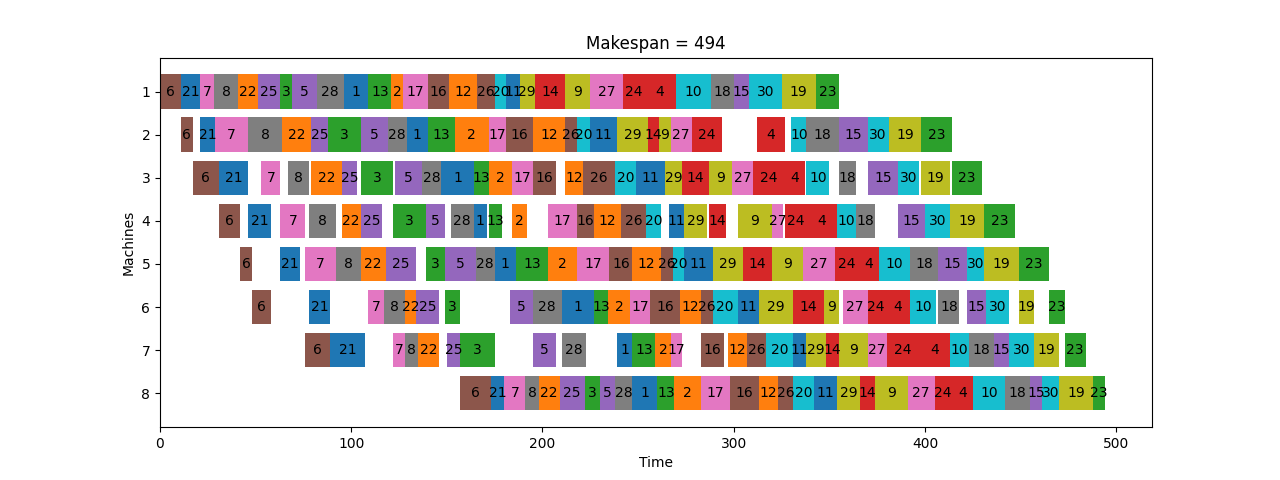 Makespan = 494
1 6 21 7 8 22 25 3 5 28 1 13 2 17 16 12 26 20 11 29 14 9 27 24 4 10 18 15 30 19 23
2 6 21 7 8 22 25 3 5 28 1 13 2 17 16 12 26 20 11 29 14 9 27 24 4 10 18 15 30 19 23
3 6 21 7 8 22 25 3 5 28 1 13 2 17 16 12 26 20 11 29 14 9 27 24 4 10 18 15 30 19 23
4 6 21 7 8 22 25 3 5 28 1 13 2 17 16 12 26 20 11 29 14 9 27 24 4 10 18 15 30 19 23
Machines
5 6 21 7 8 22 25 3 5 28 1 13 2 17 16 12 26 20 11 29 14 9 27 24 4 10 18 15 30 19 23
6 6 21 7 8 22 25 3 5 28 1 13 2 17 16 12 26 20 11 29 14 9 27 24 4 10 18 15 30 19 23
7 6 21 7 8 22 25 3 5 28 1 13 2 17 16 12 26 20 11 29 14 9 27 24 4 10 18 15 30 19 23
8 6 21 7 8 22 25 3 5 28 1 13 2 17 16 12 26 20 11 29 14 9 27 24 4 10 18 15 30 19 23
0 100 200 300 400 500
Time